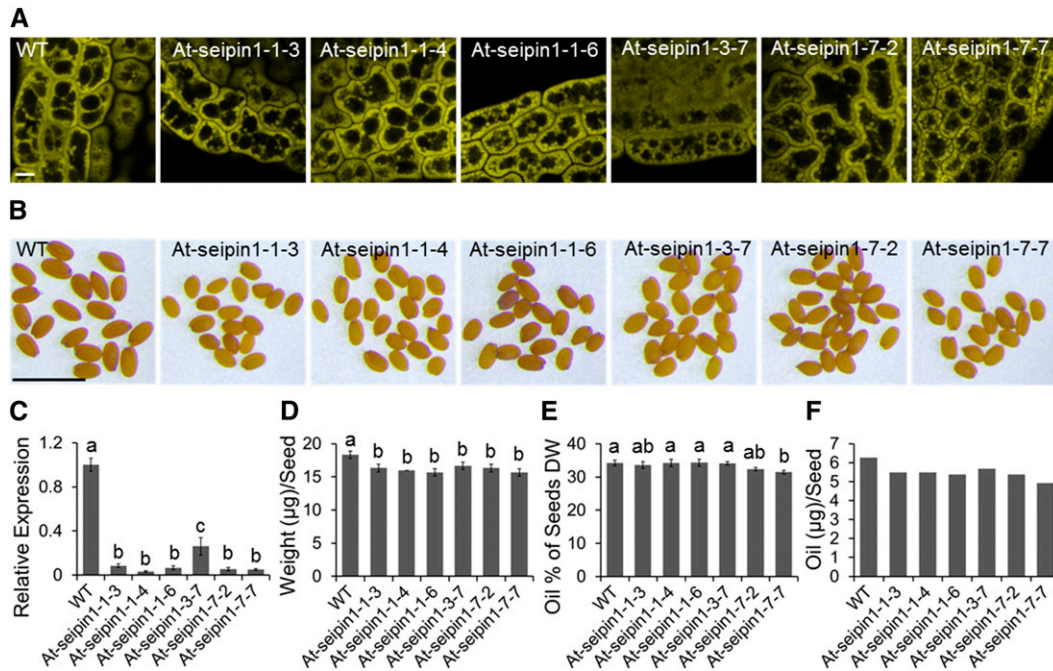 A
WT At-seipin1-1-3 At-seipin1-1-4 At-seipin1-1-6 At-seipin1-3-7 At-seipin1-7-2 At-seipin1-7-7
B
WT At-seipin1-1-3 At-seipin1-1-4 At-seipin1-1-6 At-seipin1-3-7 At-seipin1-7-2 At-seipin1-7-7
C
Relative Expression
1.2
0.8
0.4
0
a b b b c b b
WT At-seipin1-1-3 At-seipin1-1-4 At-seipin1-1-6 At-seipin1-3-7 At-seipin1-7-2 At-seipin1-7-7
D
Weight (µg)/Seed
20
15
10
5
0
a b b b b b b
WT At-seipin1-1-3 At-seipin1-1-4 At-seipin1-1-6 At-seipin1-3-7 At-seipin1-7-2 At-seipin1-7-7
E
Oil % of Seeds DW
40
30
20
10
0
a ab a a a ab b
WT At-seipin1-1-3 At-seipin1-1-4 At-seipin1-1-6 At-seipin1-3-7 At-seipin1-7-2 At-seipin1-7-7
F
Oil (µg)/Seed
7
6
5
4
3
2
1
0
WT At-seipin1-1-3 At-seipin1-1-4 At-seipin1-1-6 At-seipin1-3-7 At-seipin1-7-2 At-seipin1-7-7